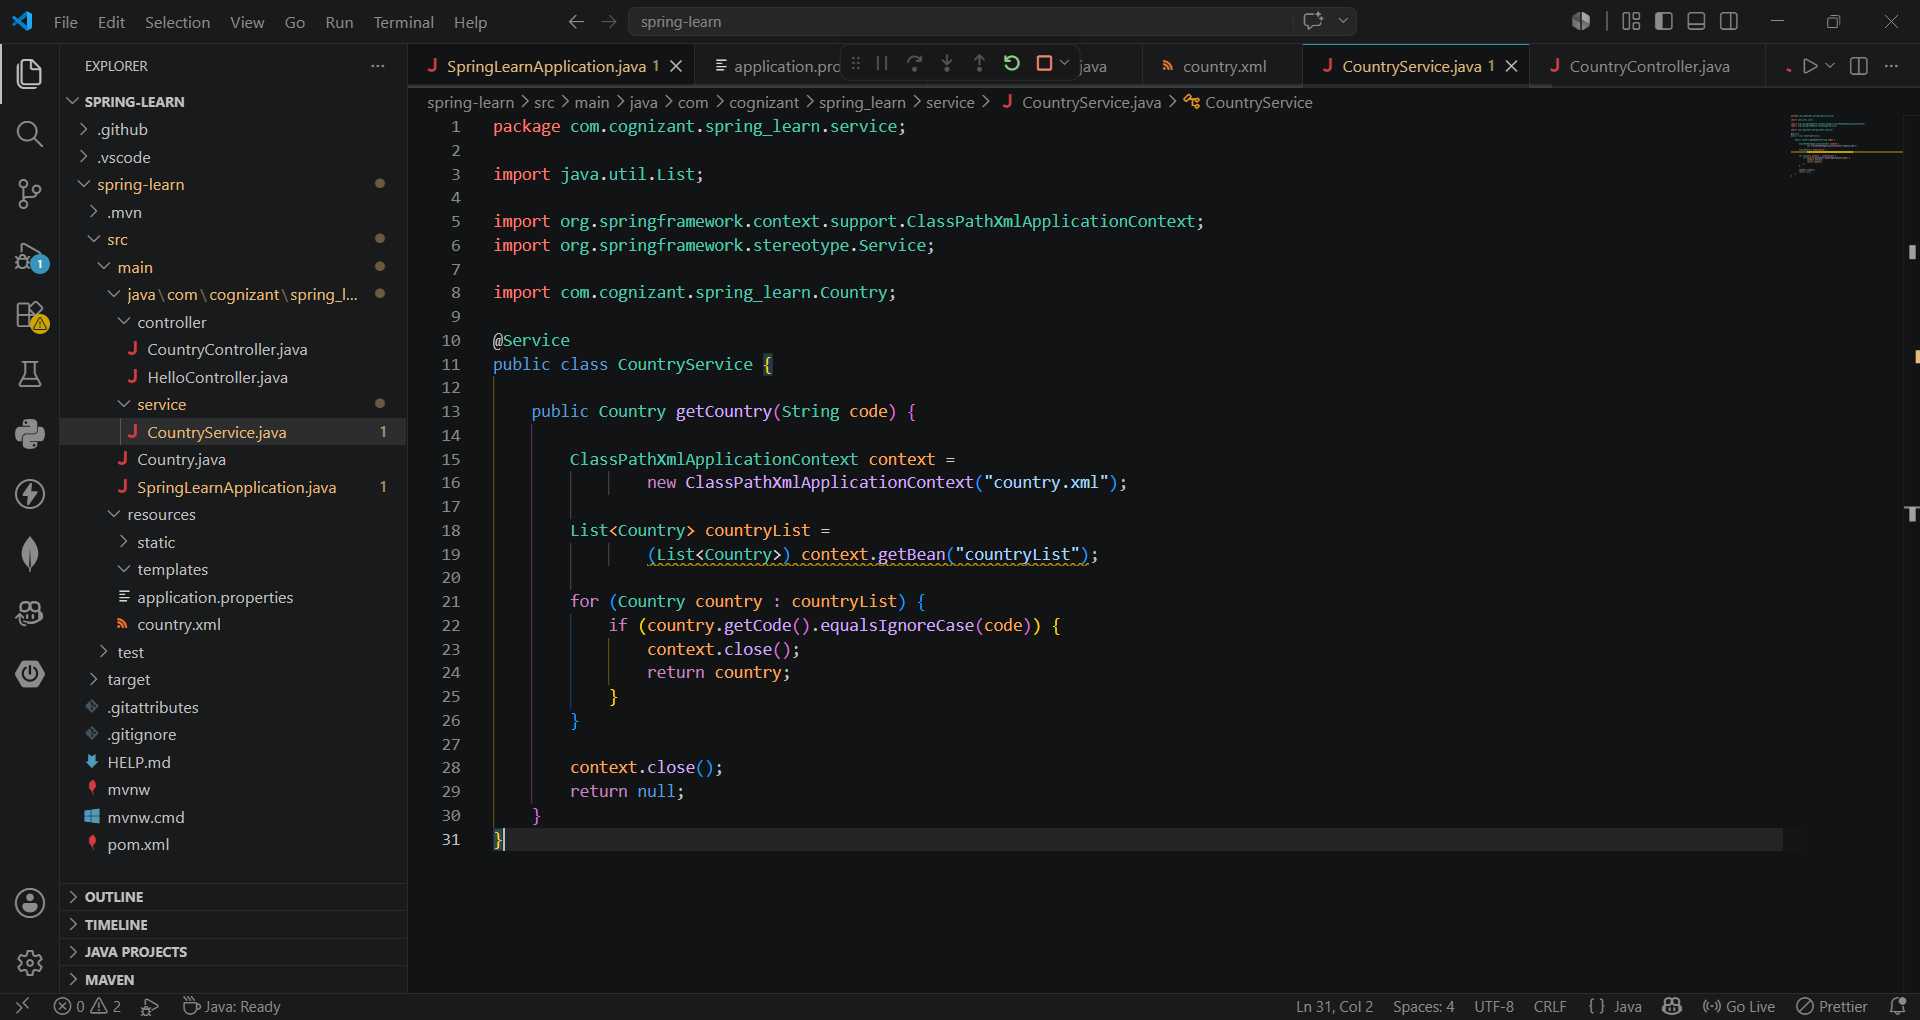 File Edit Selection View Go Run Terminal Help
spring-learn
EXPLORER
SpringLearnApplication.java 1
application.pro
java
country.xml
CountryService.java 1
CountryController.java
spring-learn > src > main > java > com > cognizant > spring_learn > service > CountryService.java > CountryService
SPRING-LEARN
.github
.vscode
spring-learn
.mvn
src
main
java\com\cognizant\spring_l...
controller
CountryController.java
HelloController.java
service
CountryService.java 1
Country.java
SpringLearnApplication.java 1
resources
static
templates
application.properties
country.xml
test
target
.gitattributes
.gitignore
HELP.md
mvnw
mvnw.cmd
pom.xml
OUTLINE
TIMELINE
JAVA PROJECTS
MAVEN
1
1 package com.cognizant.spring_learn.service;
2
3 import java.util.List;
4
5 import org.springframework.context.support.ClassPathXmlApplicationContext;
6 import org.springframework.stereotype.Service;
7
8 import com.cognizant.spring_learn.Country;
9
10 @Service
11 public class CountryService {
12
13 public Country getCountry(String code) {
14
15 ClassPathXmlApplicationContext context =
16 new ClassPathXmlApplicationContext("country.xml");
17
18 List<Country> countryList =
19 (List<Country>) context.getBean("countryList");
20
21 for (Country country : countryList) {
22 if (country.getCode().equalsIgnoreCase(code)) {
23 context.close();
24 return country;
25 }
26 }
27
28 context.close();
29 return null;
30 }
31 }
0 2 Java: Ready
Ln 31, Col 2 Spaces: 4 UTF-8 CRLF { } Java Go Live Prettier